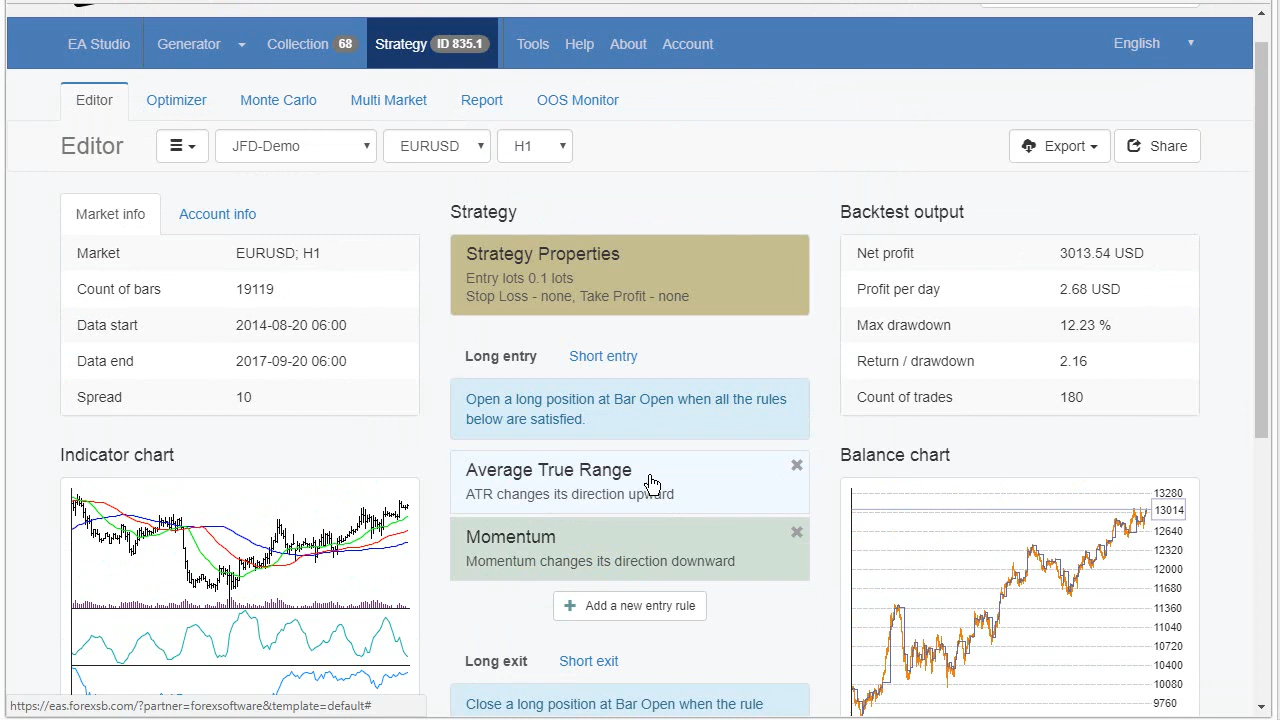 EA Studio Generator Collection 68 Strategy ID 835.1 Tools Help About Account English
Editor Optimizer Monte Carlo Multi Market Report OOS Monitor
Editor JFD-Demo EURUSD H1 Export Share
Market info Account info
Market EURUSD; H1
Count of bars 19119
Data start 2014-08-20 06:00
Data end 2017-09-20 06:00
Spread 10
Indicator chart
Strategy
Strategy Properties
Entry lots 0.1 lots
Stop Loss - none, Take Profit - none
Long entry Short entry
Open a long position at Bar Open when all the rules
below are satisfied.
Average True Range
ATR changes its direction upward
Momentum
Momentum changes its direction downward
Add a new entry rule
Long exit Short exit
Close a long position at Bar Open when the rule
Backtest output
Net profit 3013.54 USD
Profit per day 2.68 USD
Max drawdown 12.23 %
Return / drawdown 2.16
Count of trades 180
Balance chart
13280
13014
12640
12320
12000
11680
11360
11040
10720
10400
10080
9760
https://eas.forexsb.com/?partner=forexsoftware&template=default#